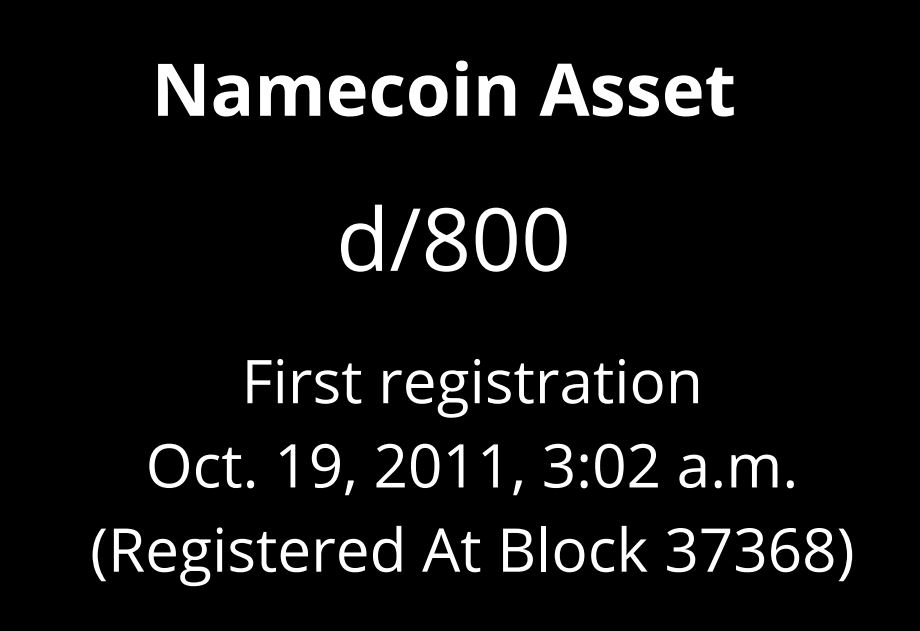 Namecoin Asset
d/800
First registration
Oct. 19, 2011, 3:02 a.m.
(Registered At Block 37368)